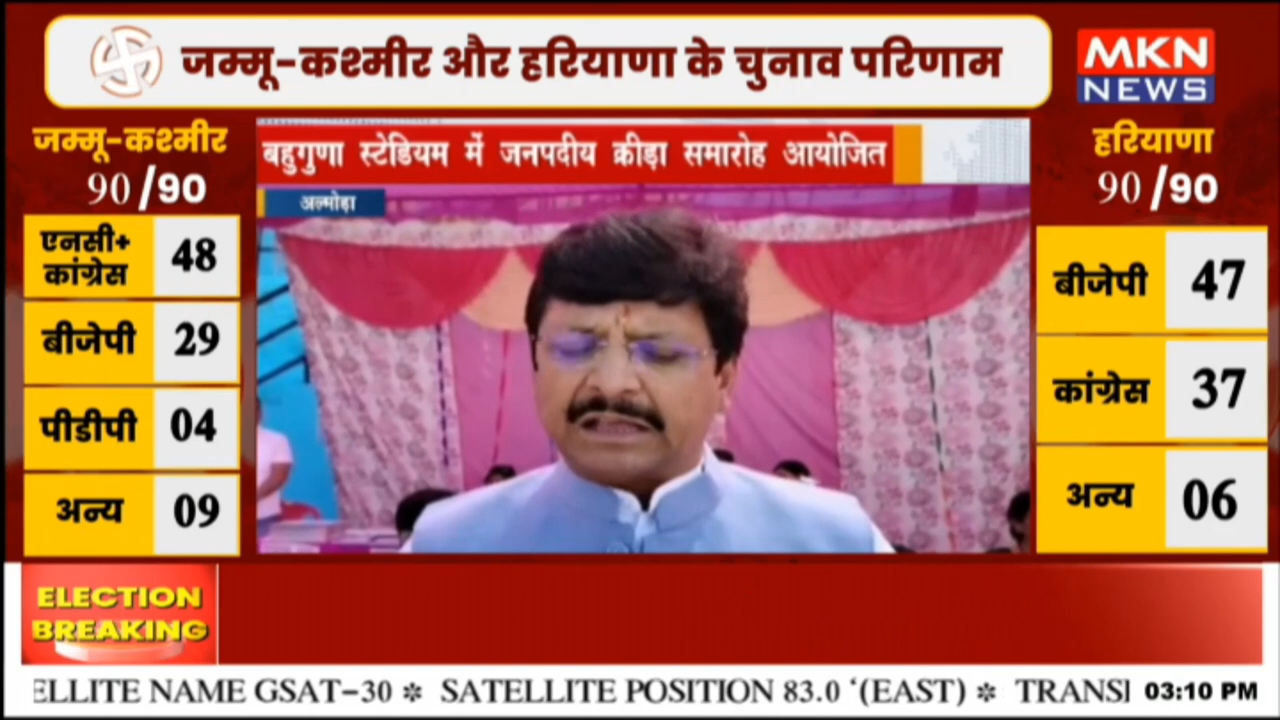 जम्मू-कश्मीर और हरियाणा के चुनाव परिणाम
MKN
NEWS
जम्मू-कश्मीर
90/90
एनसी+
कांग्रेस
48
बीजेपी
29
पीडीपी
04
अन्य
09
बहुगुणा स्टेडियम में जनपदीय क्रीड़ा समारोह आयोजित
अल्मोड़ा
हरियाणा
90/90
बीजेपी
47
कांग्रेस
37
अन्य
06
ELECTION
BREAKING
ELLITE NAME GSAT-30 * SATELLITE POSITION 83.0 ‘(EAST) * TRANSI
03:10 PM